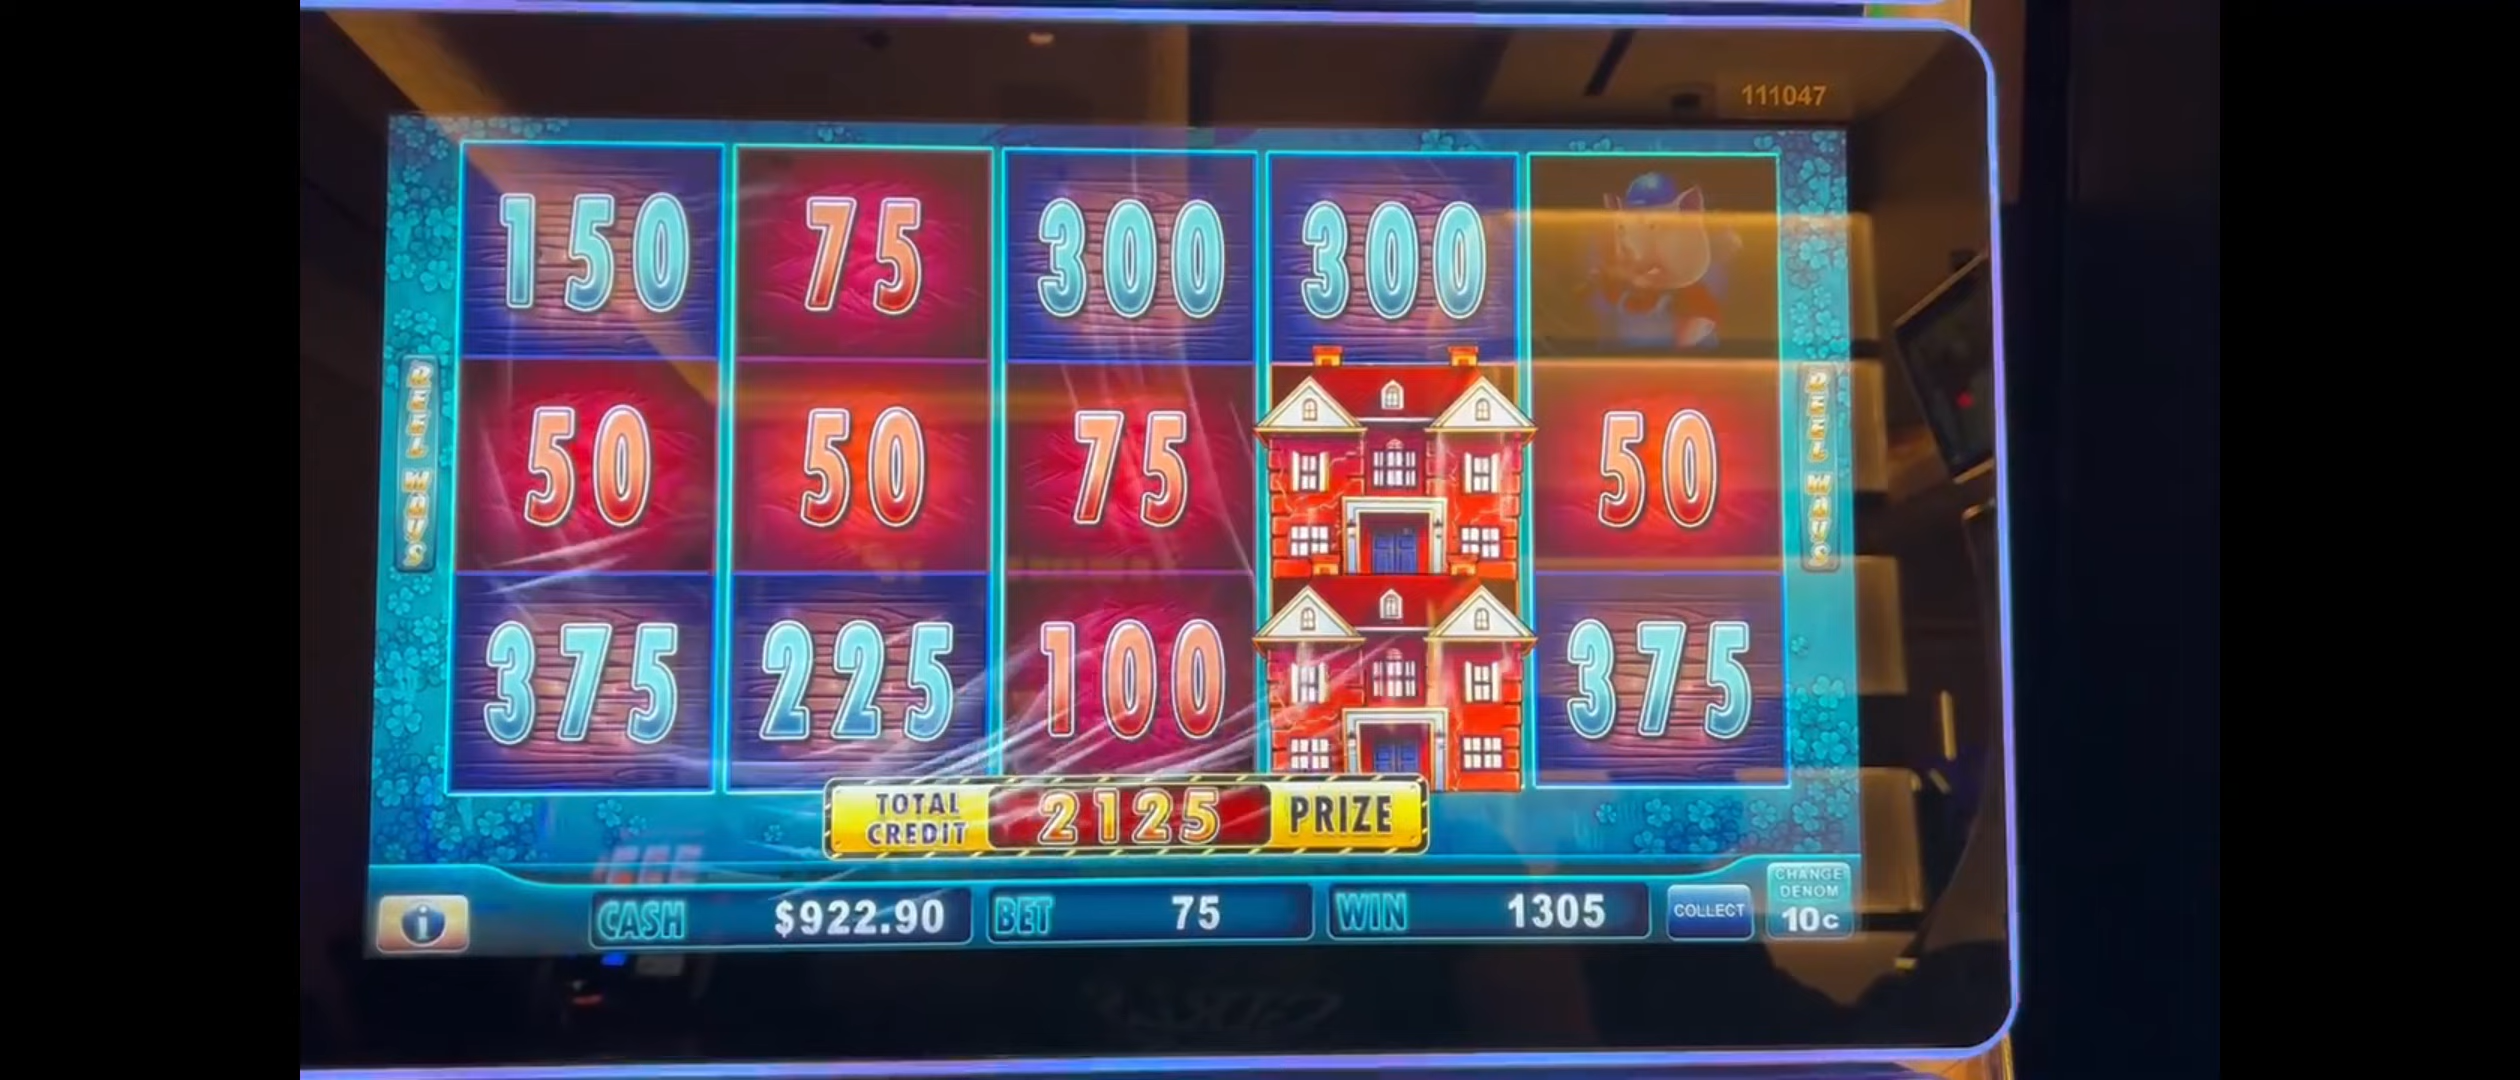 111047
150 75 300 300
50 50 75 50
375 225 100 375
REEL WAYS
REEL WAYS
TOTAL CREDIT 2125 PRIZE
CASH $922.90 BET 75 WIN 1305 COLLECT
CHANGE
DENOM
10c
i